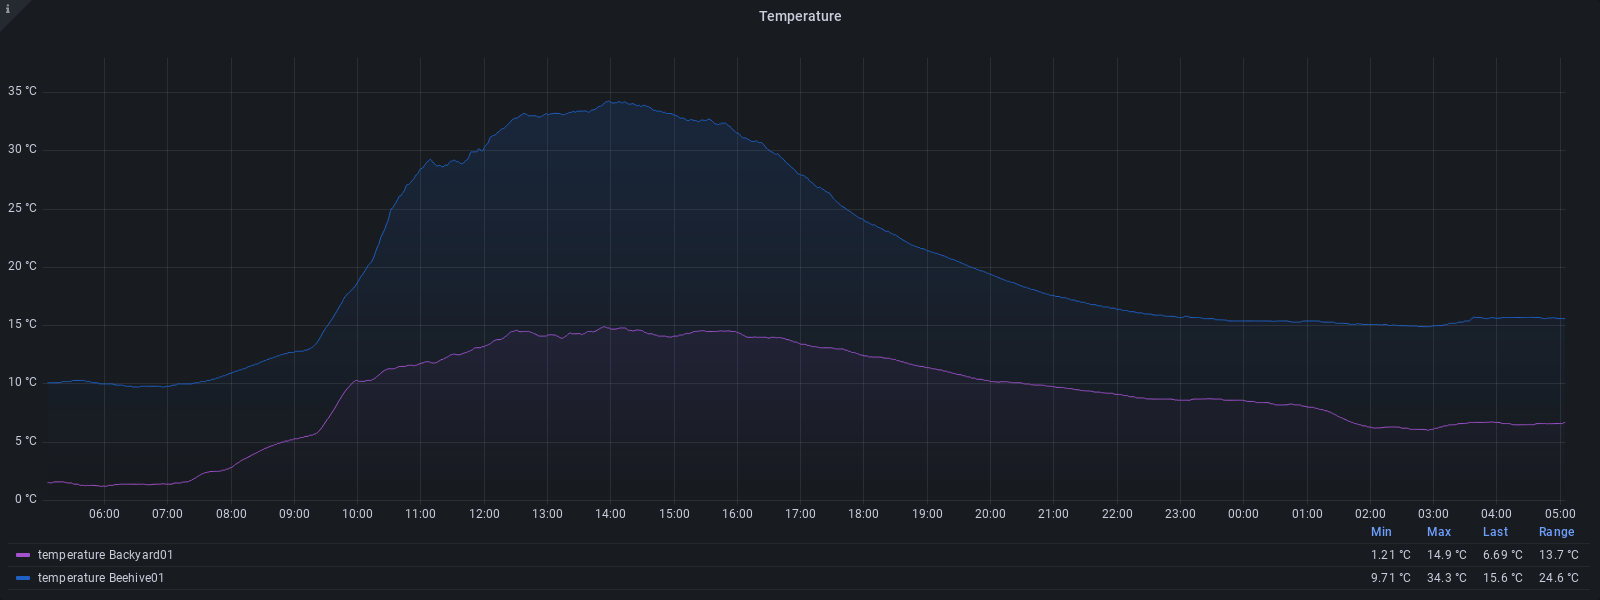 i
Temperature
35 °C
30 °C
25 °C
20 °C
15 °C
10 °C
5 °C
0 °C
06:00 07:00 08:00 09:00 10:00 11:00 12:00 13:00 14:00 15:00 16:00 17:00 18:00 19:00 20:00 21:00 22:00 23:00 00:00 01:00 02:00 03:00 04:00 05:00
Min Max Last Range
temperature Backyard01 1.21 °C 14.9 °C 6.69 °C 13.7 °C
temperature Beehive01 9.71 °C 34.3 °C 15.6 °C 24.6 °C